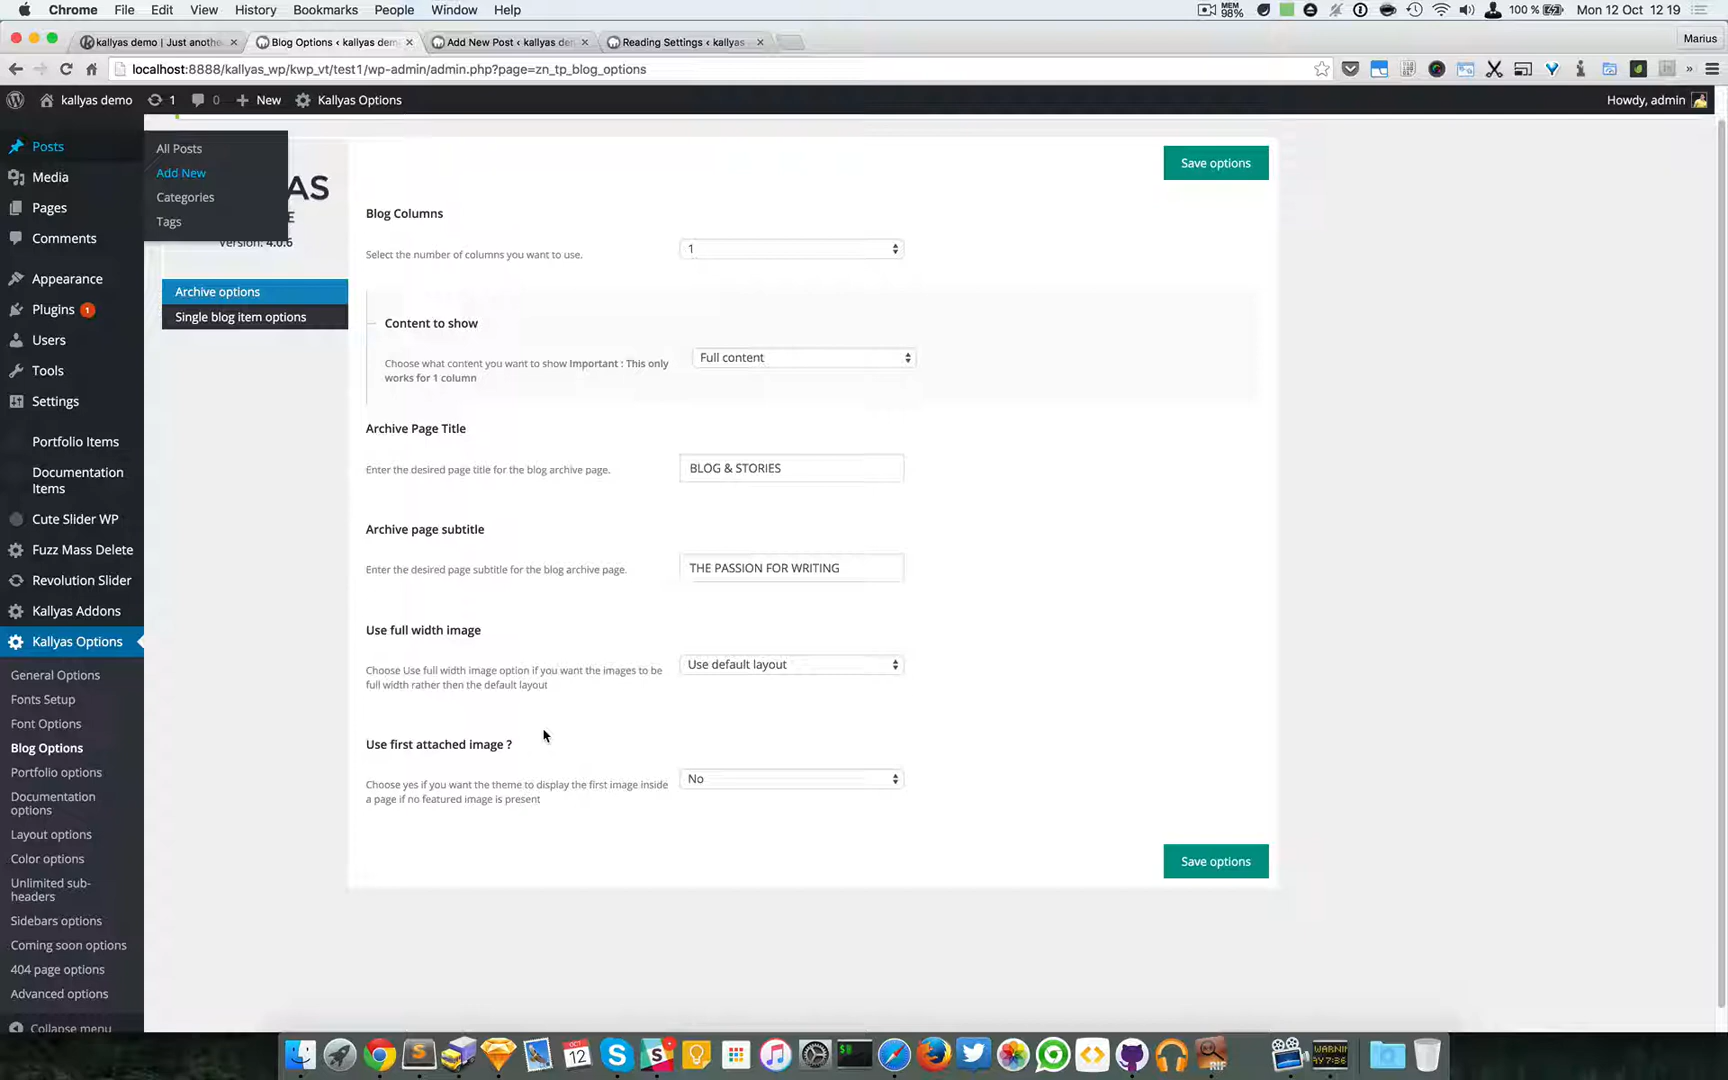 Chrome File Edit View History Bookmarks People Window Help MEM 98% 100 % Mon 12 Oct 12:19
kallyas demo | Just anothe Blog Options < kallyas dem Add New Post < kallyas dem Reading Settings < kallyas Marius
localhost:8888/kallyas_wp/kwp_vt/test1/wp-admin/admin.php?page=zn_tp_blog_options
kallyas demo 1 0 New Kallyas Options Howdy, admin
Posts
Media
Pages
Comments
Appearance
Plugins 1
Users
Tools
Settings
Portfolio Items
Documentation
Items
Cute Slider WP
Fuzz Mass Delete
Revolution Slider
Kallyas Addons
Kallyas Options
General Options
Fonts Setup
Font Options
Blog Options
Portfolio options
Documentation
options
Layout options
Color options
Unlimited sub-
headers
Sidebars options
Coming soon options
404 page options
Advanced options
Collapse menu
All Posts
Add New
Categories
Tags
AS
E
Version: 4.0.6
Archive options
Single blog item options
Save options
Blog Columns
Select the number of columns you want to use.
1
Content to show
Choose what content you want to show Important : This only
works for 1 column
Full content
Archive Page Title
Enter the desired page title for the blog archive page.
BLOG & STORIES
Archive page subtitle
Enter the desired page subtitle for the blog archive page.
THE PASSION FOR WRITING
Use full width image
Choose Use full width image option if you want the images to be
full width rather then the default layout
Use default layout
Use first attached image ?
Choose yes if you want the theme to display the first image inside
a page if no featured image is present
No
Save options
12
RIF